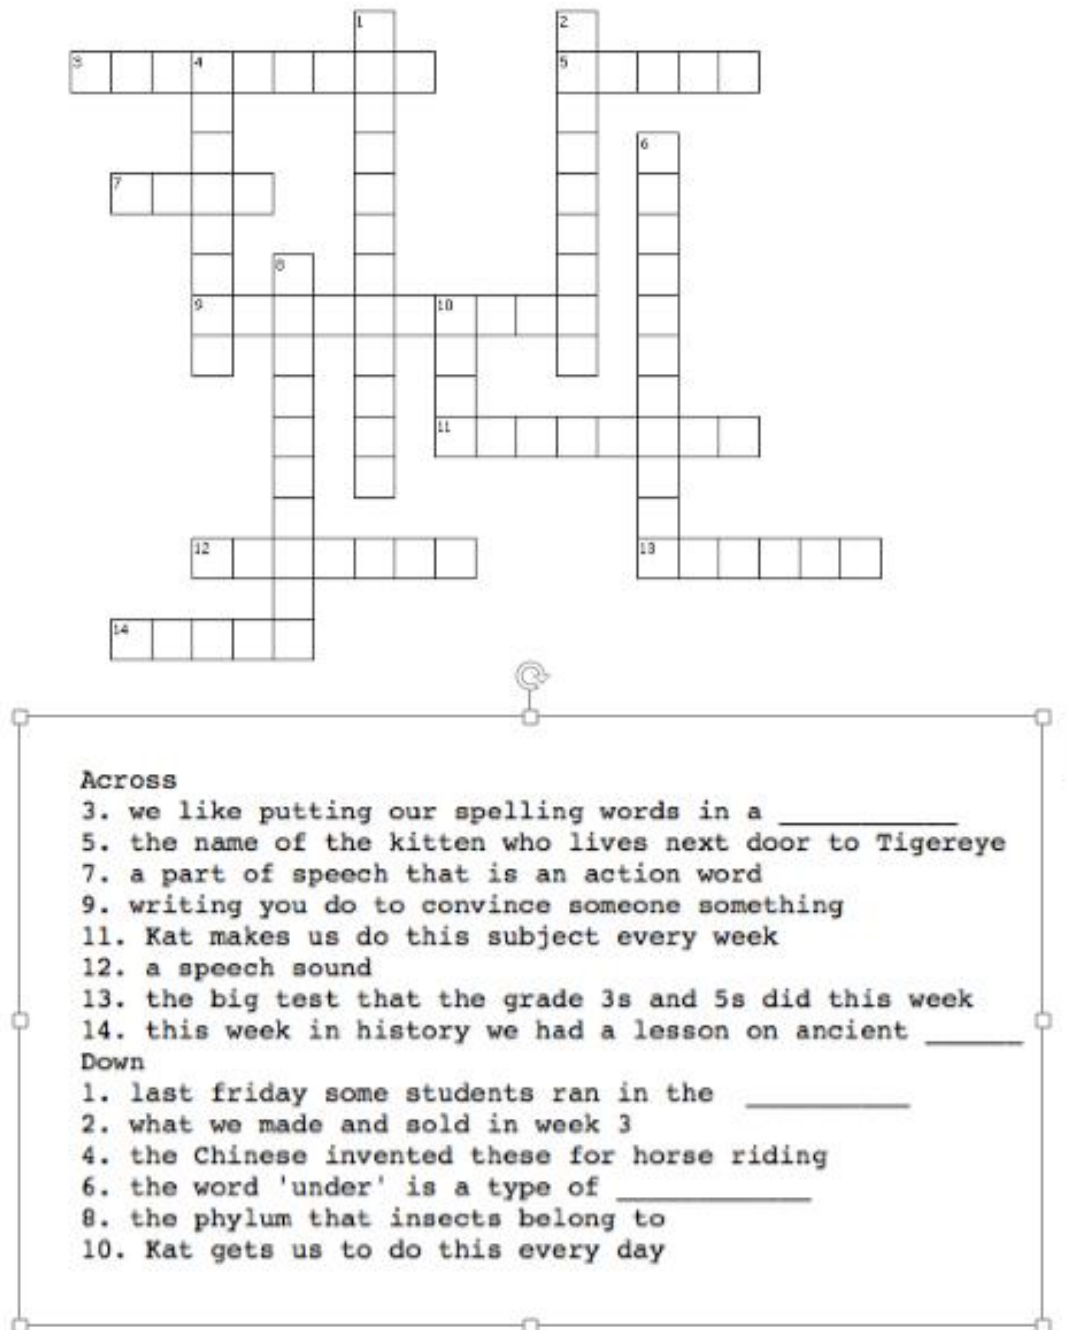 1 2
3 4 5
6
7
8
9 10
11
12 13
14
Across
3. we like putting our spelling words in a ___________
5. the name of the kitten who lives next door to Tigereye
7. a part of speech that is an action word
9. writing you do to convince someone something
11. Kat makes us do this subject every week
12. a speech sound
13. the big test that the grade 3s and 5s did this week
14. this week in history we had a lesson on ancient ______
Down
1. last friday some students ran in the __________
2. what we made and sold in week 3
4. the Chinese invented these for horse riding
6. the word 'under' is a type of ____________
8. the phylum that insects belong to
10. Kat gets us to do this every day